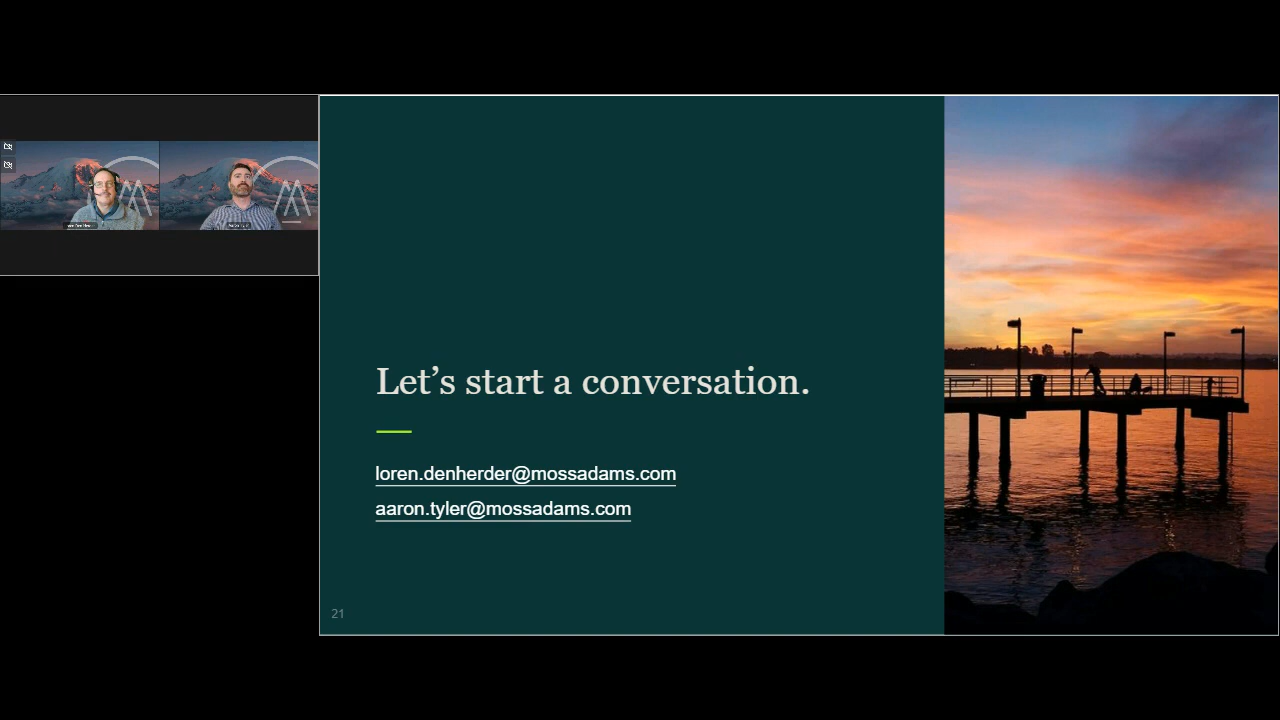 Let’s start a conversation.
loren.denherder@mossadams.com
aaron.tyler@mossadams.com
21